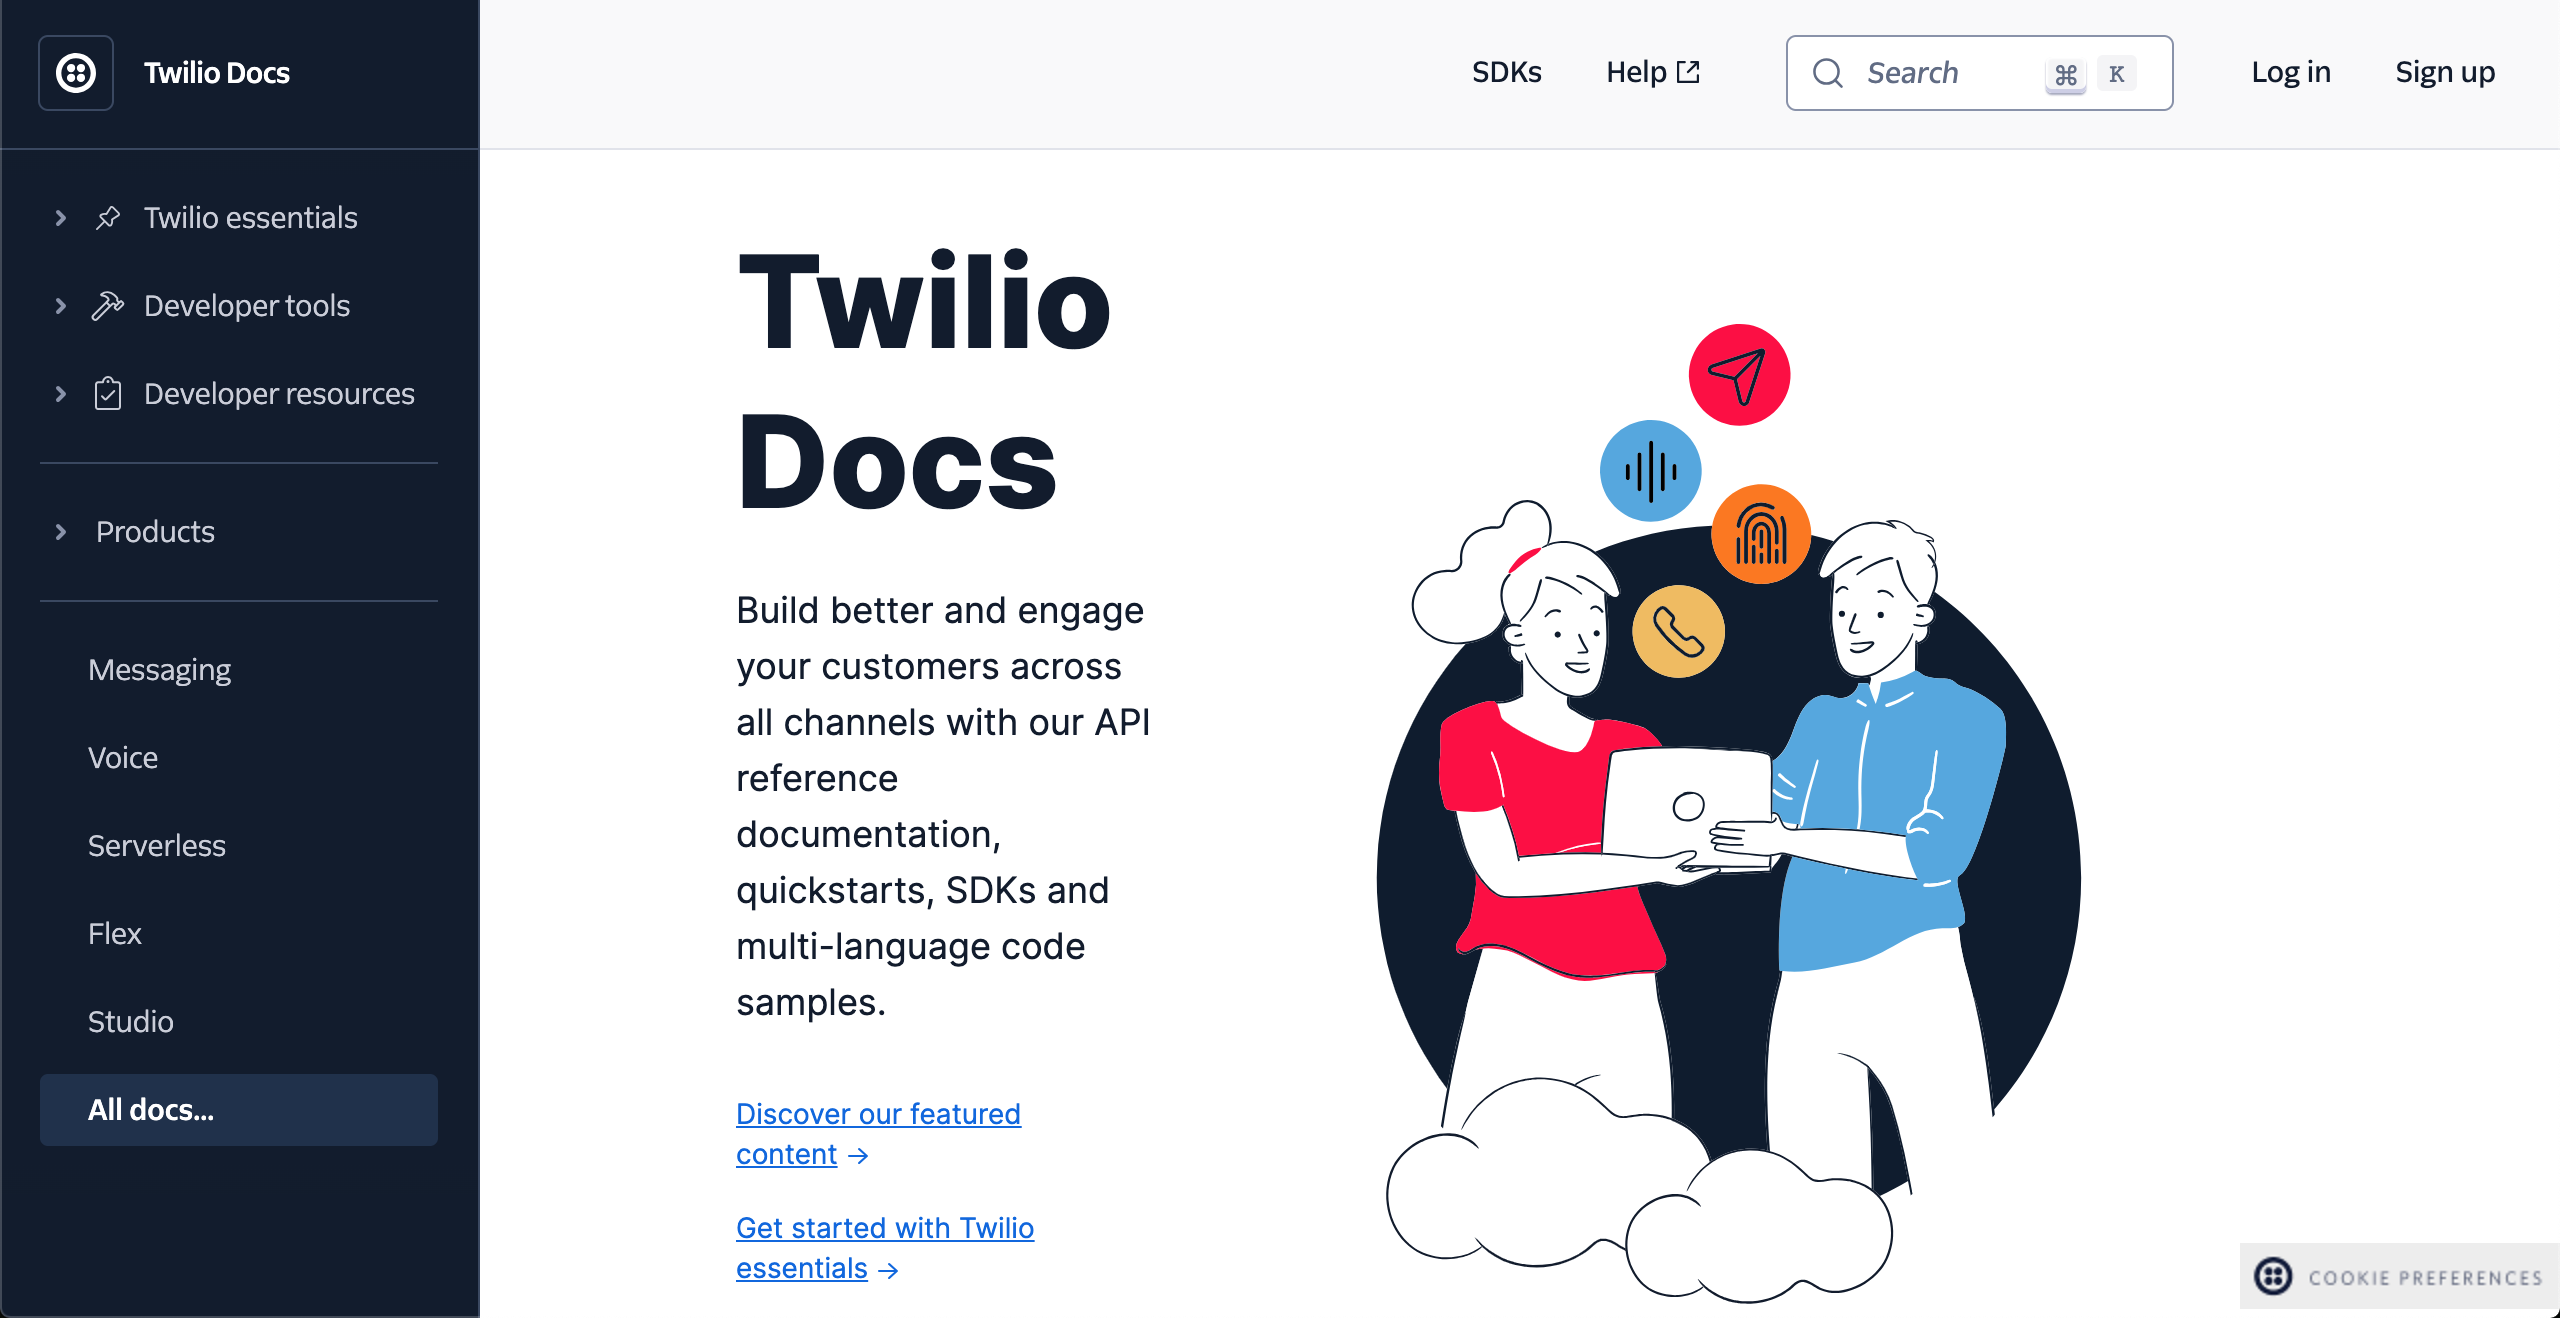 Twilio Docs
SDKs
Help
Search
⌘ K
Log in
Sign up
Twilio essentials
Developer tools
Developer resources
Products
Messaging
Voice
Serverless
Flex
Studio
All docs...
Twilio
Docs
Build better and engage
your customers across
all channels with our API
reference
documentation,
quickstarts, SDKs and
multi-language code
samples.
Discover our featured
content →
Get started with Twilio
essentials →
COOKIE PREFERENCES